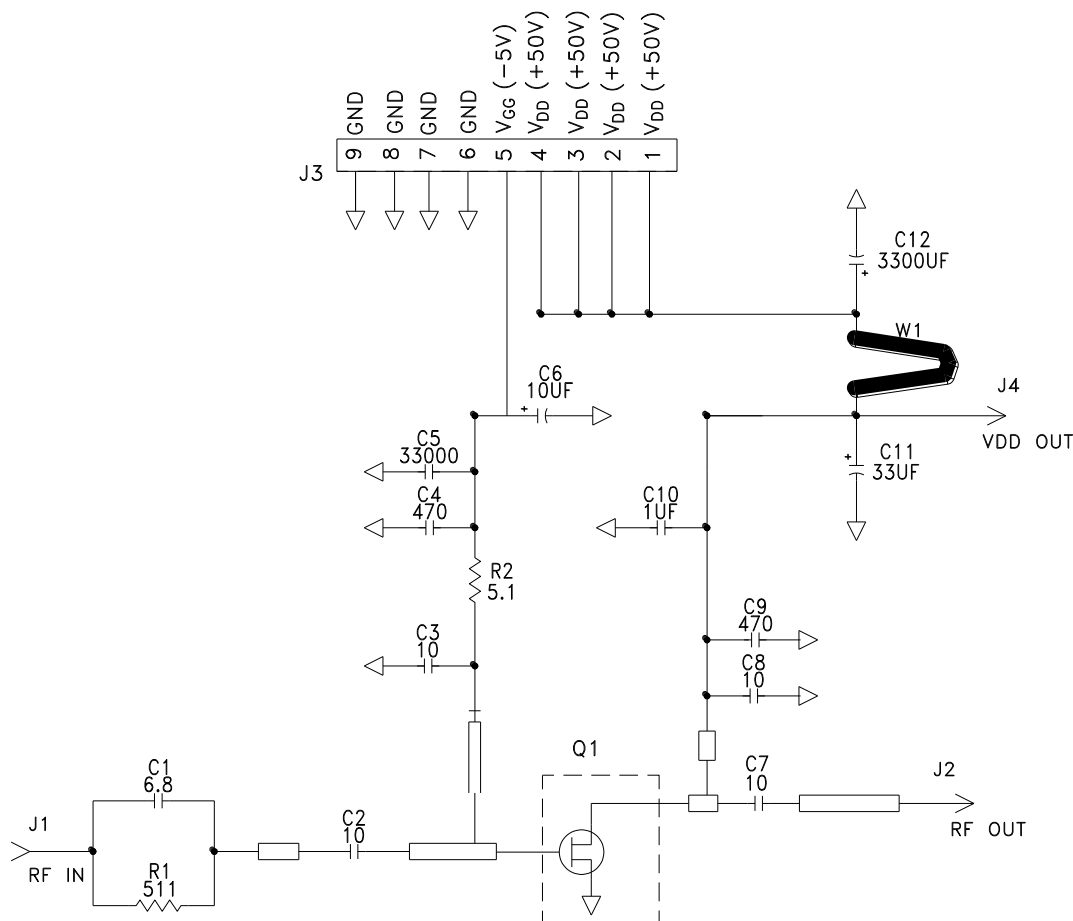 GND
GND
GND
GND
VGG (−5V)
VDD (+50V)
VDD (+50V)
VDD (+50V)
VDD (+50V)
J3
9 8 7 6 5 4 3 2 1
C12
3300UF
+
W1
C6
10UF
+
J4
VDD OUT
C5
33000
C11
33UF
+
C4
470
C10
1UF
R2
5.1
C9
470
C3
10
C8
10
Q1
C1
6.8
C7
10
J2
RF OUT
J1
RF IN
C2
10
R1
511